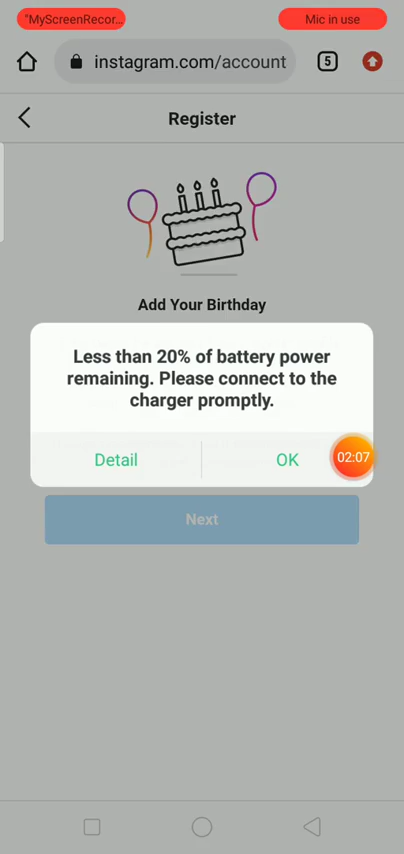 "MyScreenRecor...
Mic in use
instagram.com/account
5
Register
Add Your Birthday
Less than 20% of battery power
remaining. Please connect to the
charger promptly.
Detail
OK
02:07
Next